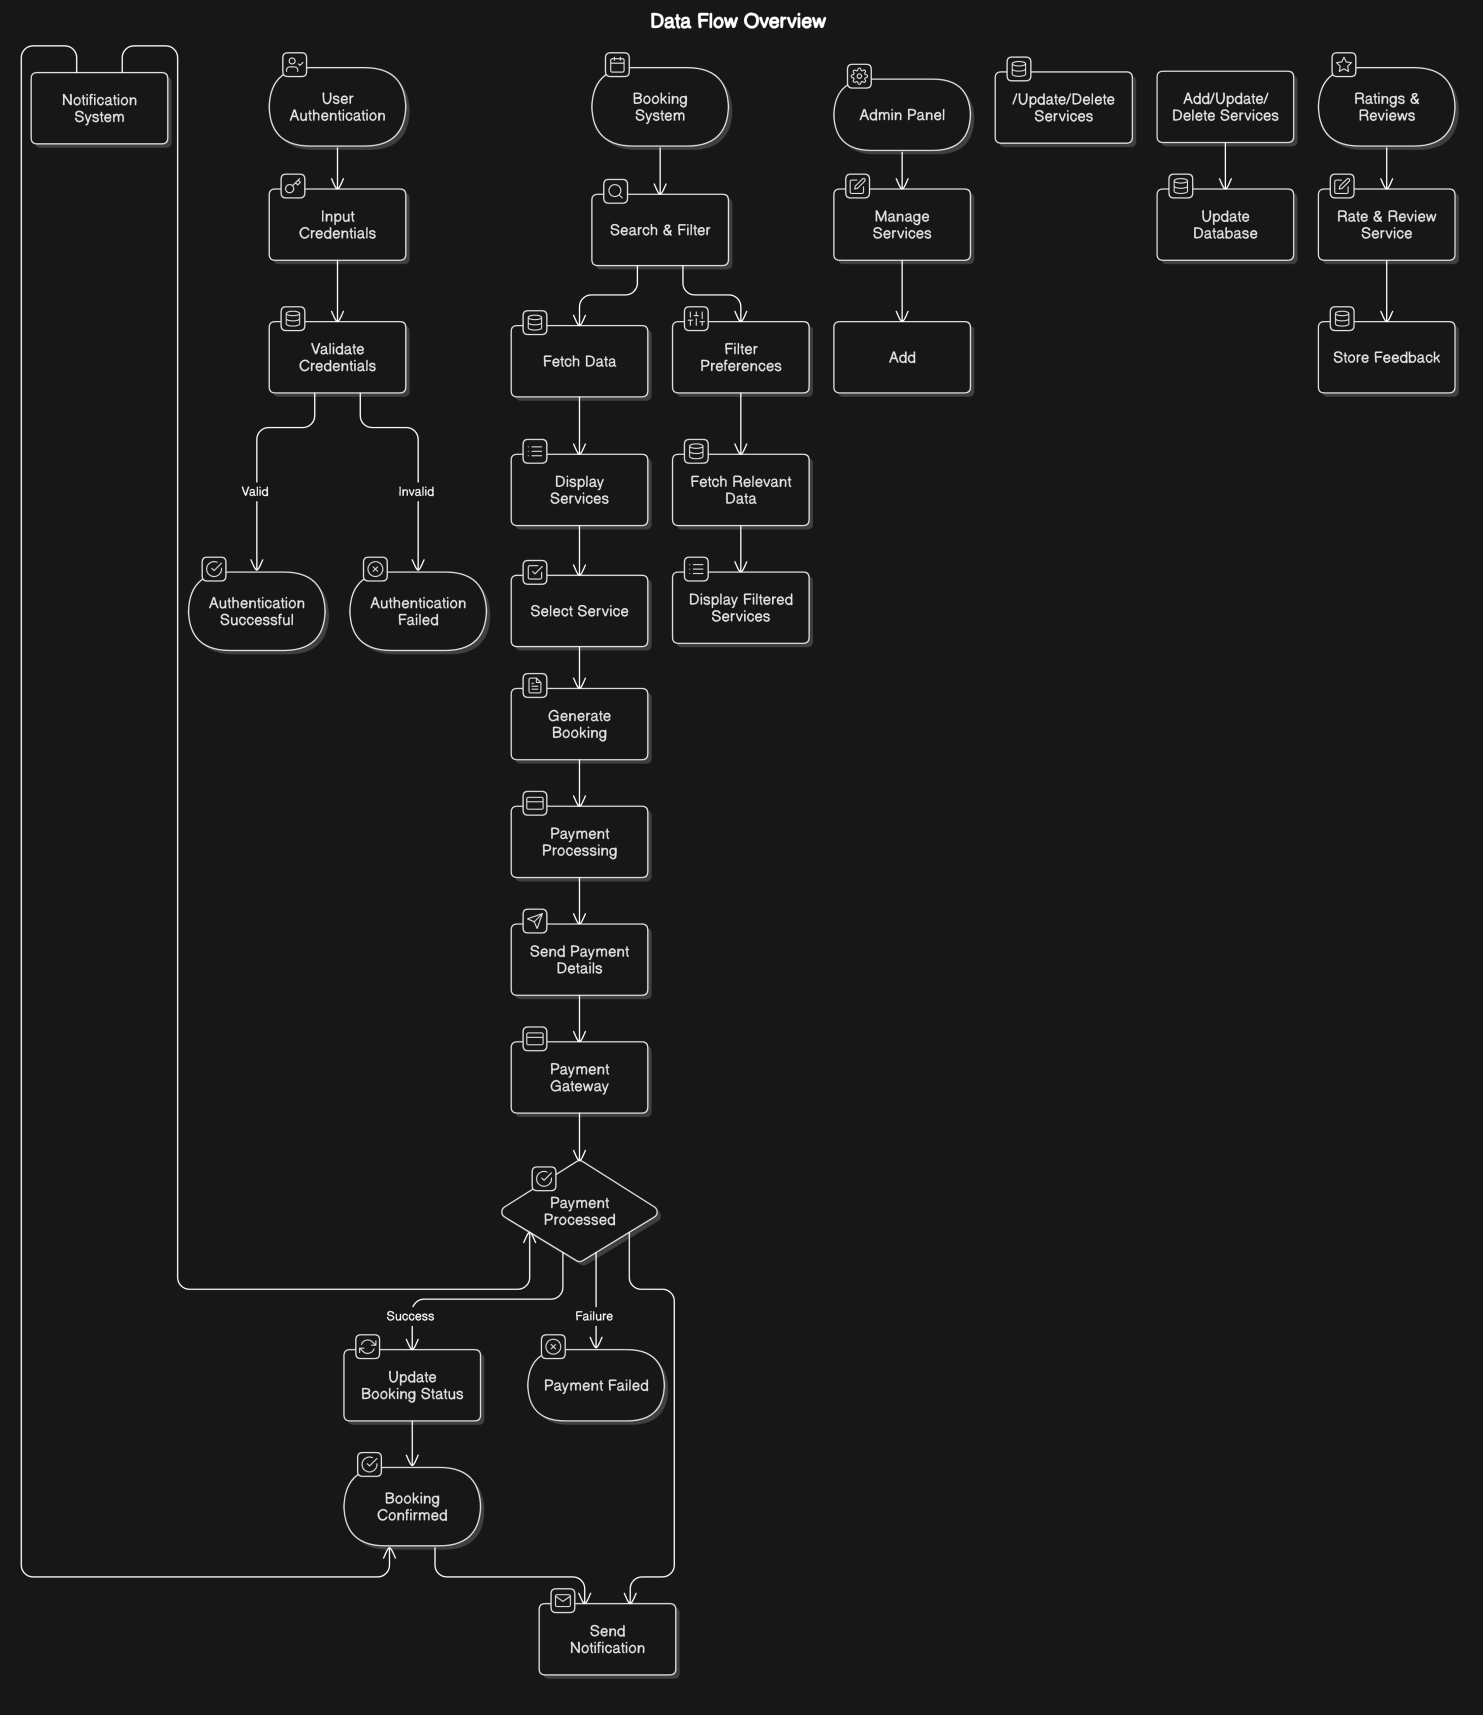 Data Flow Overview
Notification
System
User
Authentication
Booking
System
Admin Panel
/Update/Delete
Services
Add/Update/
Delete Services
Ratings &
Reviews
Input
Credentials
Search & Filter
Manage
Services
Update
Database
Rate & Review
Service
Validate
Credentials
Fetch Data
Filter
Preferences
Add
Store Feedback
Valid
Invalid
Display
Services
Fetch Relevant
Data
Authentication
Successful
Authentication
Failed
Select Service
Display Filtered
Services
Generate
Booking
Payment
Processing
Send Payment
Details
Payment
Gateway
Payment
Processed
Success
Failure
Update
Booking Status
Payment Failed
Booking
Confirmed
Send
Notification